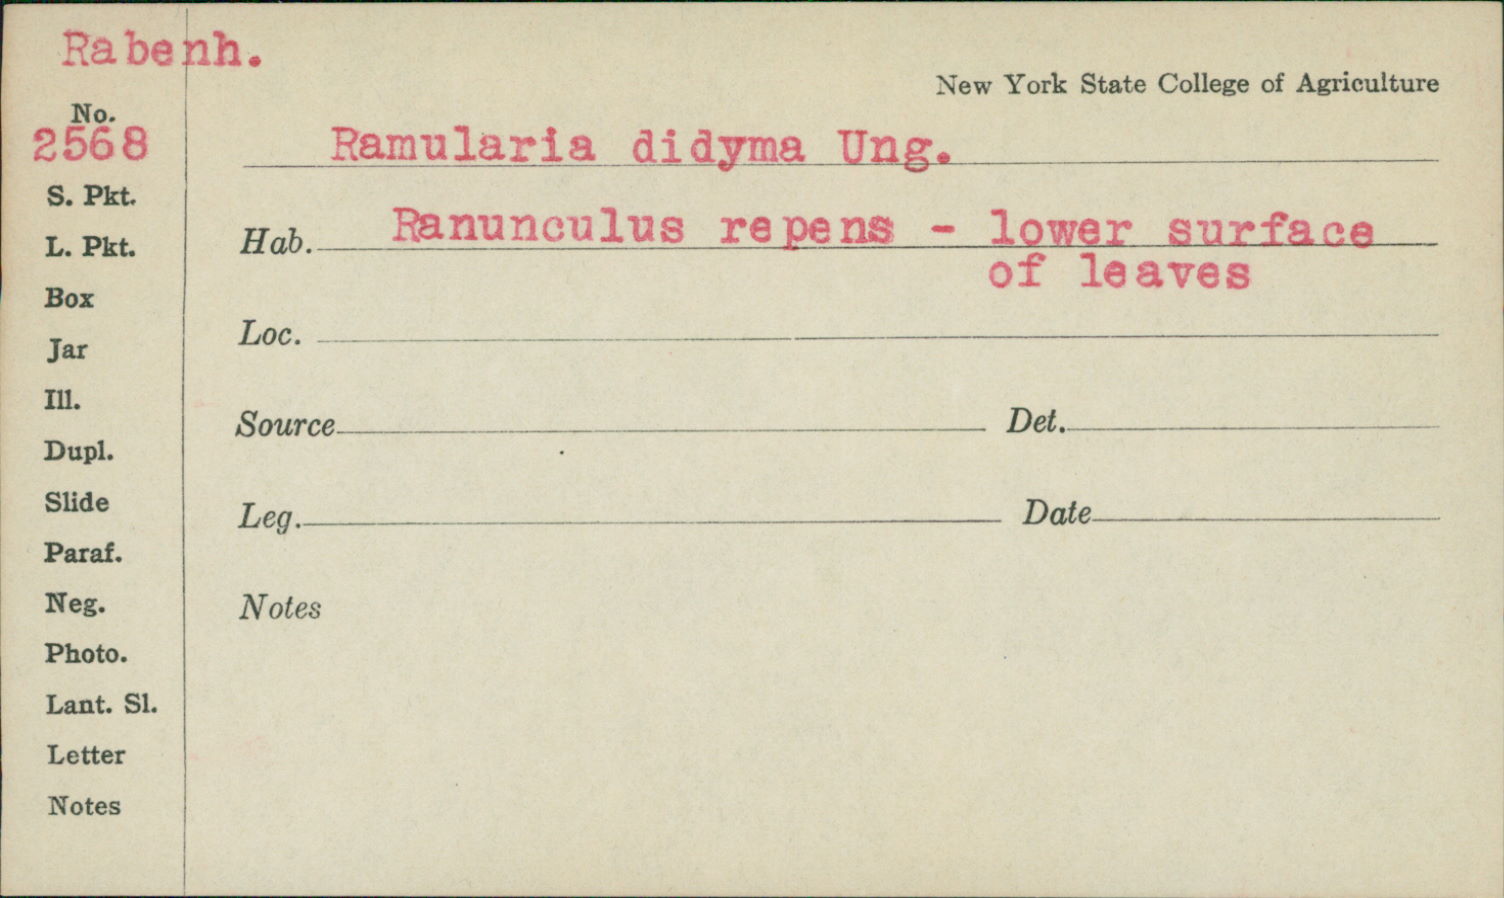 Rabenh.
New York State College of Agriculture
No.
2568
Ramularia didyma Ung.
S. Pkt.
Hab. Ranunculus repens - lower surface
of leaves
L. Pkt.
Box
Loc.
Jar
Ill.
Source Det.
Dupl.
Slide
Leg. Date
Paraf.
Neg.
Notes
Photo.
Lant. Sl.
Letter
Notes